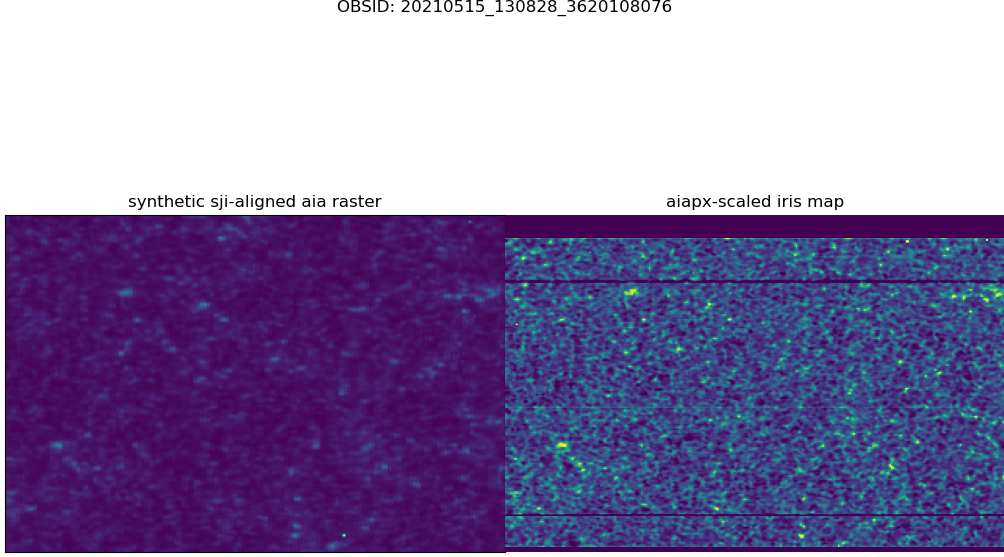 OBSID: 20210515_130828_3620108076
synthetic sji-aligned aia raster
aiapx-scaled iris map